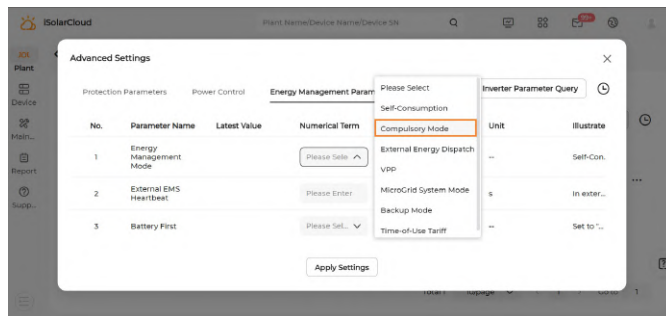 iSolarCloud
Plant Name/Device Name/Device SN
Plant
Device
Main...
Report
Supp...
Advanced Settings
Protection Parameters
Power Control
Energy Management Param
Inverter Parameter Query
Please Select
Self-Consumption
Compulsory Mode
External Energy Dispatch
VPP
MicroGrid System Mode
Backup Mode
Time-of-Use Tariff
No. Parameter Name Latest Value Numerical Term Unit Illustrate
1 Energy Management Mode Please Sele -- Self-Con.
2 External EMS Heartbeat Please Enter s In exter...
3 Battery First Please Sel... -- Set to "...
Apply Settings